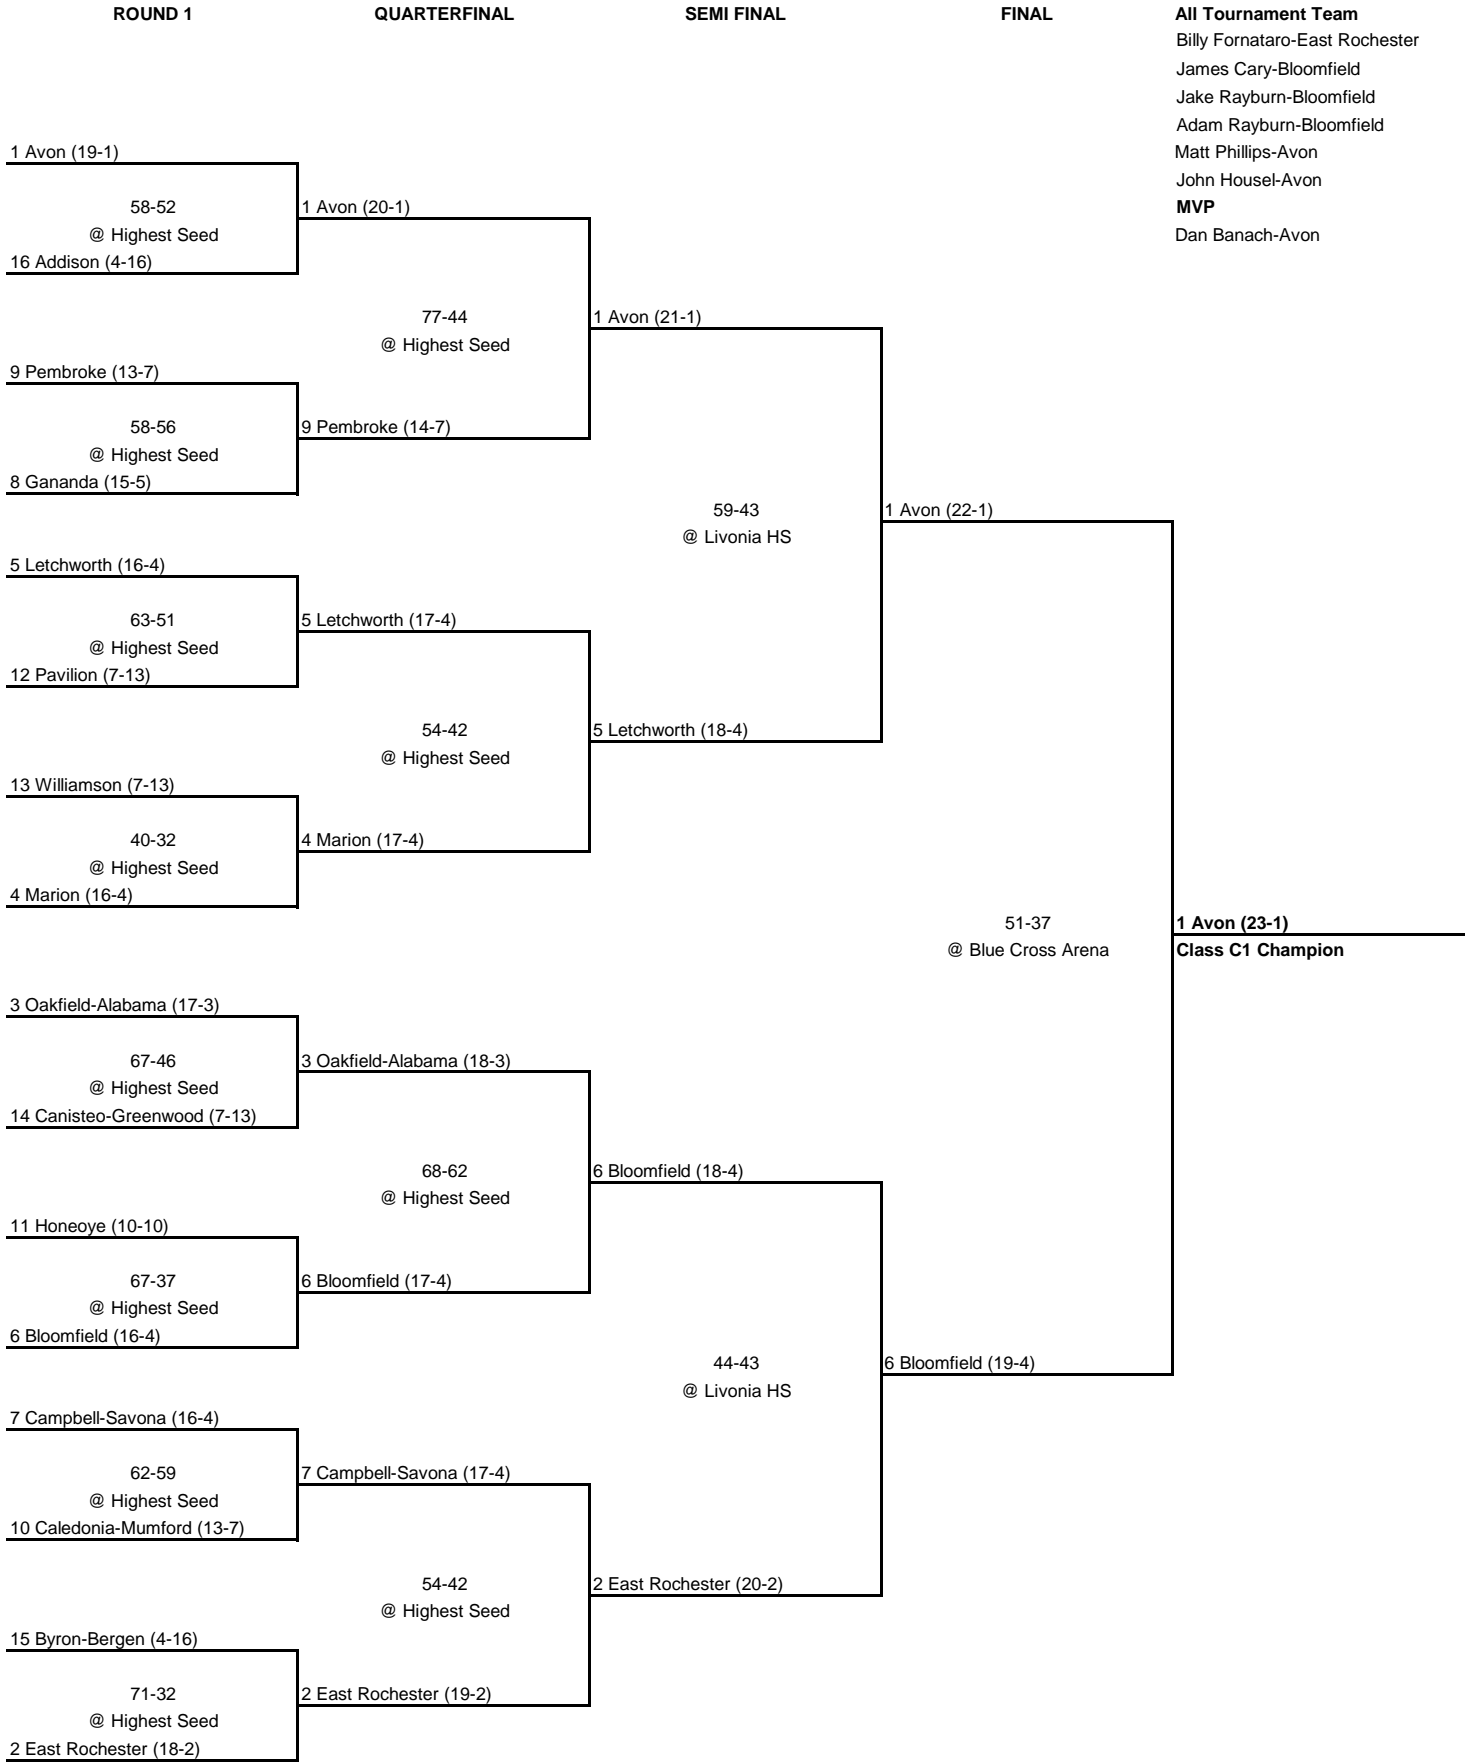 ROUND 1
QUARTERFINAL
SEMI FINAL
FINAL
All Tournament Team
Billy Fornataro-East Rochester
James Cary-Bloomfield
Jake Rayburn-Bloomfield
Adam Rayburn-Bloomfield
Matt Phillips-Avon
John Housel-Avon
MVP
Dan Banach-Avon
1 Avon (19-1)
58-52
@ Highest Seed
16 Addison (4-16)
9 Pembroke (13-7)
58-56
@ Highest Seed
8 Gananda (15-5)
5 Letchworth (16-4)
63-51
@ Highest Seed
12 Pavilion (7-13)
13 Williamson (7-13)
40-32
@ Highest Seed
4 Marion (16-4)
3 Oakfield-Alabama (17-3)
67-46
@ Highest Seed
14 Canisteo-Greenwood (7-13)
11 Honeoye (10-10)
67-37
@ Highest Seed
6 Bloomfield (16-4)
7 Campbell-Savona (16-4)
62-59
@ Highest Seed
10 Caledonia-Mumford (13-7)
15 Byron-Bergen (4-16)
71-32
@ Highest Seed
2 East Rochester (18-2)
1 Avon (20-1)
77-44
@ Highest Seed
9 Pembroke (14-7)
5 Letchworth (17-4)
54-42
@ Highest Seed
4 Marion (17-4)
3 Oakfield-Alabama (18-3)
68-62
@ Highest Seed
6 Bloomfield (17-4)
7 Campbell-Savona (17-4)
54-42
@ Highest Seed
2 East Rochester (19-2)
1 Avon (21-1)
59-43
@ Livonia HS
5 Letchworth (18-4)
6 Bloomfield (18-4)
44-43
@ Livonia HS
2 East Rochester (20-2)
1 Avon (22-1)
51-37
@ Blue Cross Arena
6 Bloomfield (19-4)
1 Avon (23-1)
Class C1 Champion